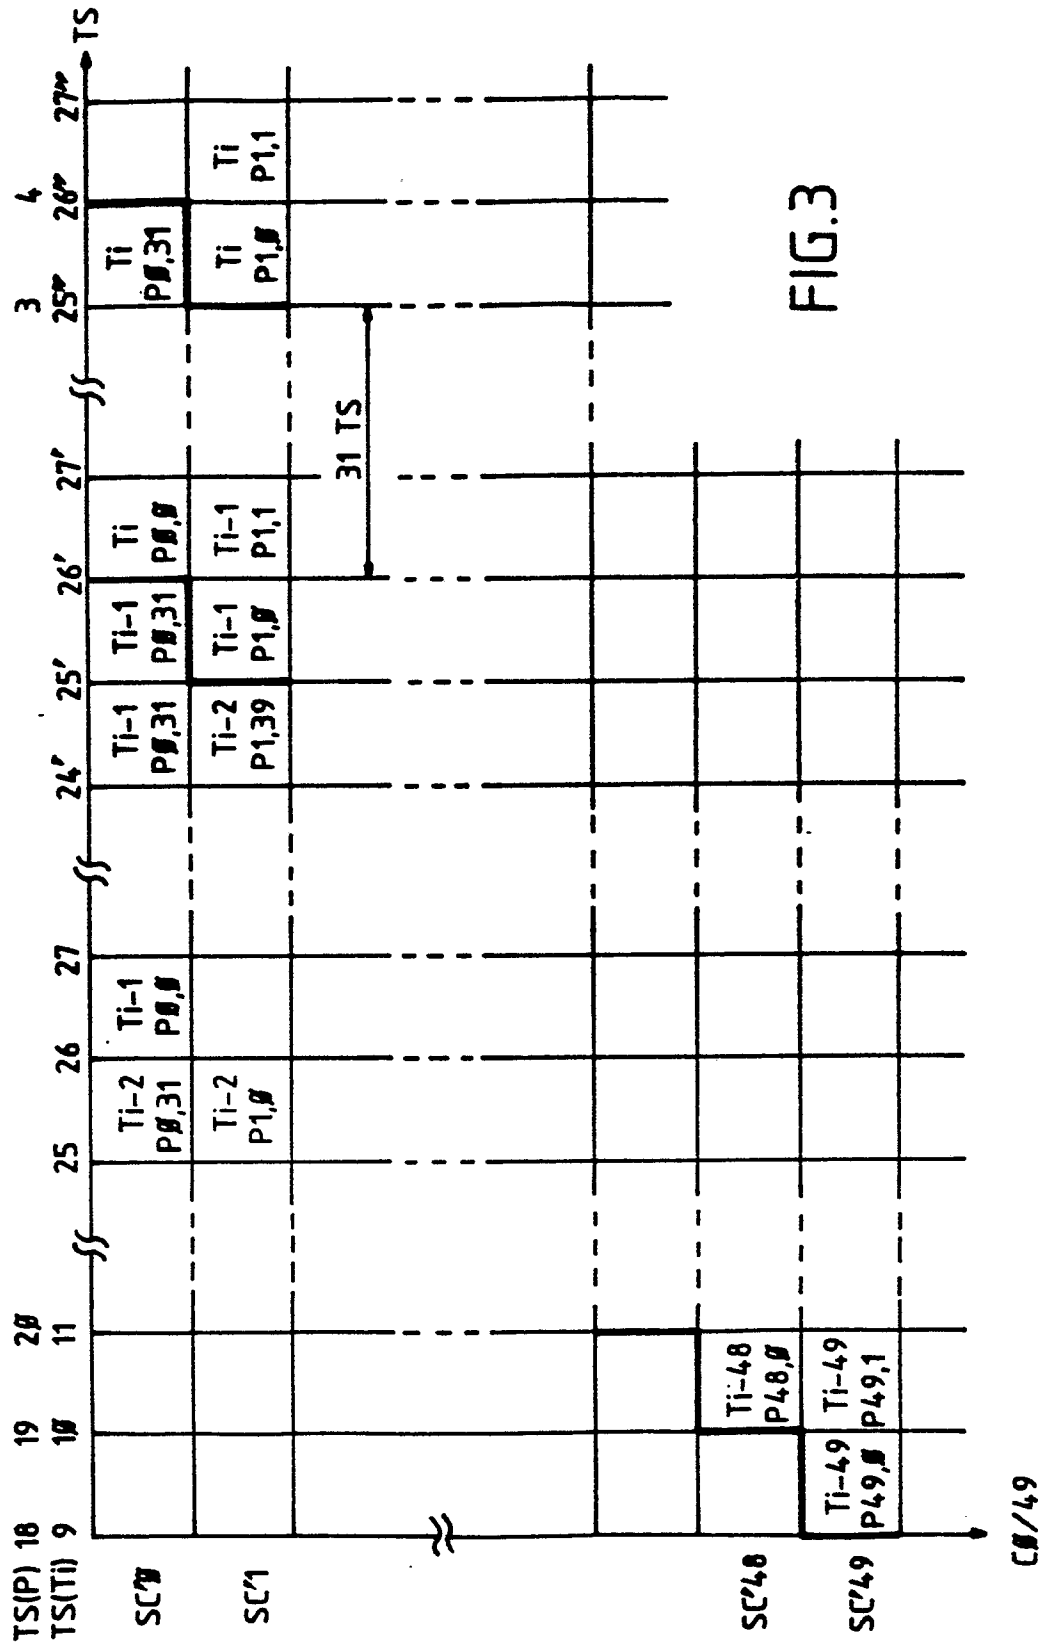 TS(P) 18 19 20 3 4
TS(Ti) 9 10 11 25 26 27 24' 25' 26' 27' 25" 26" 27" TS
SC'0
Ti-2
P0,31
Ti-1
P0,0
Ti-1
P0,31
Ti-1
P0,31
Ti
P0,0
Ti
P0,31
SC'1
Ti-2
P1,0
Ti-2
P1,39
Ti-1
P1,0
Ti-1
P1,1
Ti
P1,0
Ti
P1,1
31 TS
SC'48
Ti-48
P48,0
SC'49
Ti-49
P49,0
Ti-49
P49,1
C0/49
FIG.3